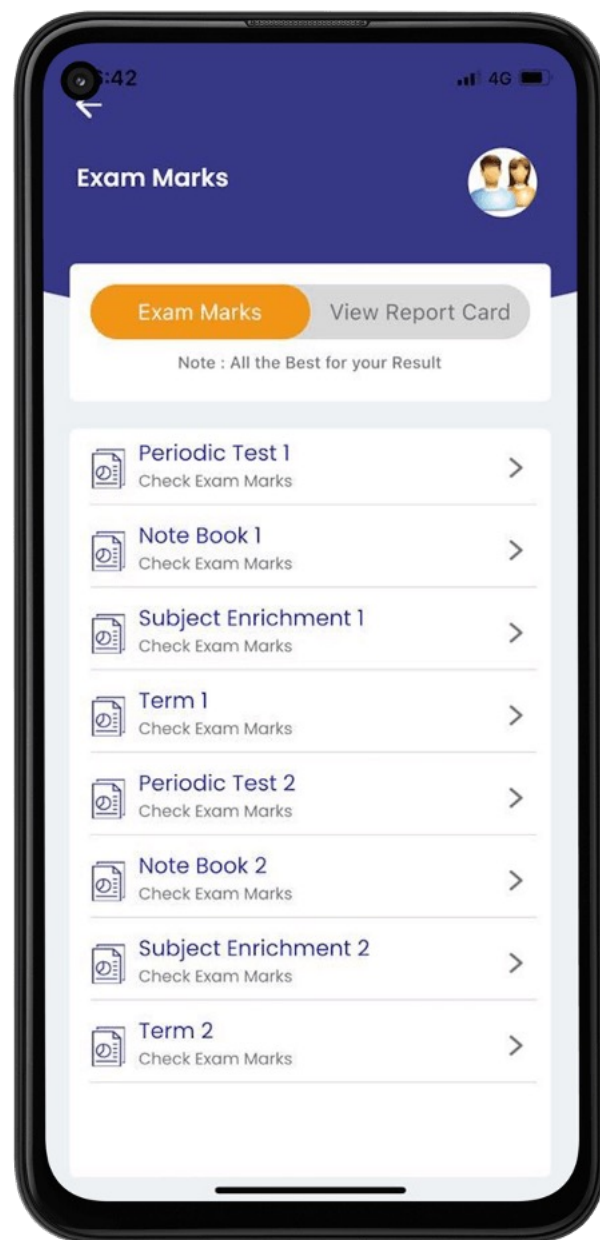 :42
4G
Exam Marks
Exam Marks
View Report Card
Note : All the Best for your Result
Periodic Test 1
Check Exam Marks
Note Book 1
Check Exam Marks
Subject Enrichment 1
Check Exam Marks
Term 1
Check Exam Marks
Periodic Test 2
Check Exam Marks
Note Book 2
Check Exam Marks
Subject Enrichment 2
Check Exam Marks
Term 2
Check Exam Marks